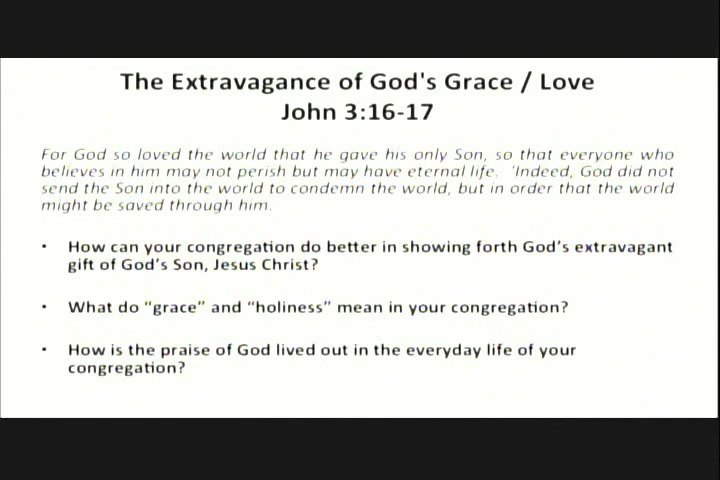 The Extravagance of God's Grace / Love
John 3:16-17
For God so loved the world that he gave his only Son, so that everyone who
believes in him may not perish but may have eternal life. 'Indeed, God did not
send the Son into the world to condemn the world, but in order that the world
might be saved through him.
• How can your congregation do better in showing forth God's extravagant
gift of God's Son, Jesus Christ?
• What do “grace” and “holiness” mean in your congregation?
• How is the praise of God lived out in the everyday life of your
congregation?